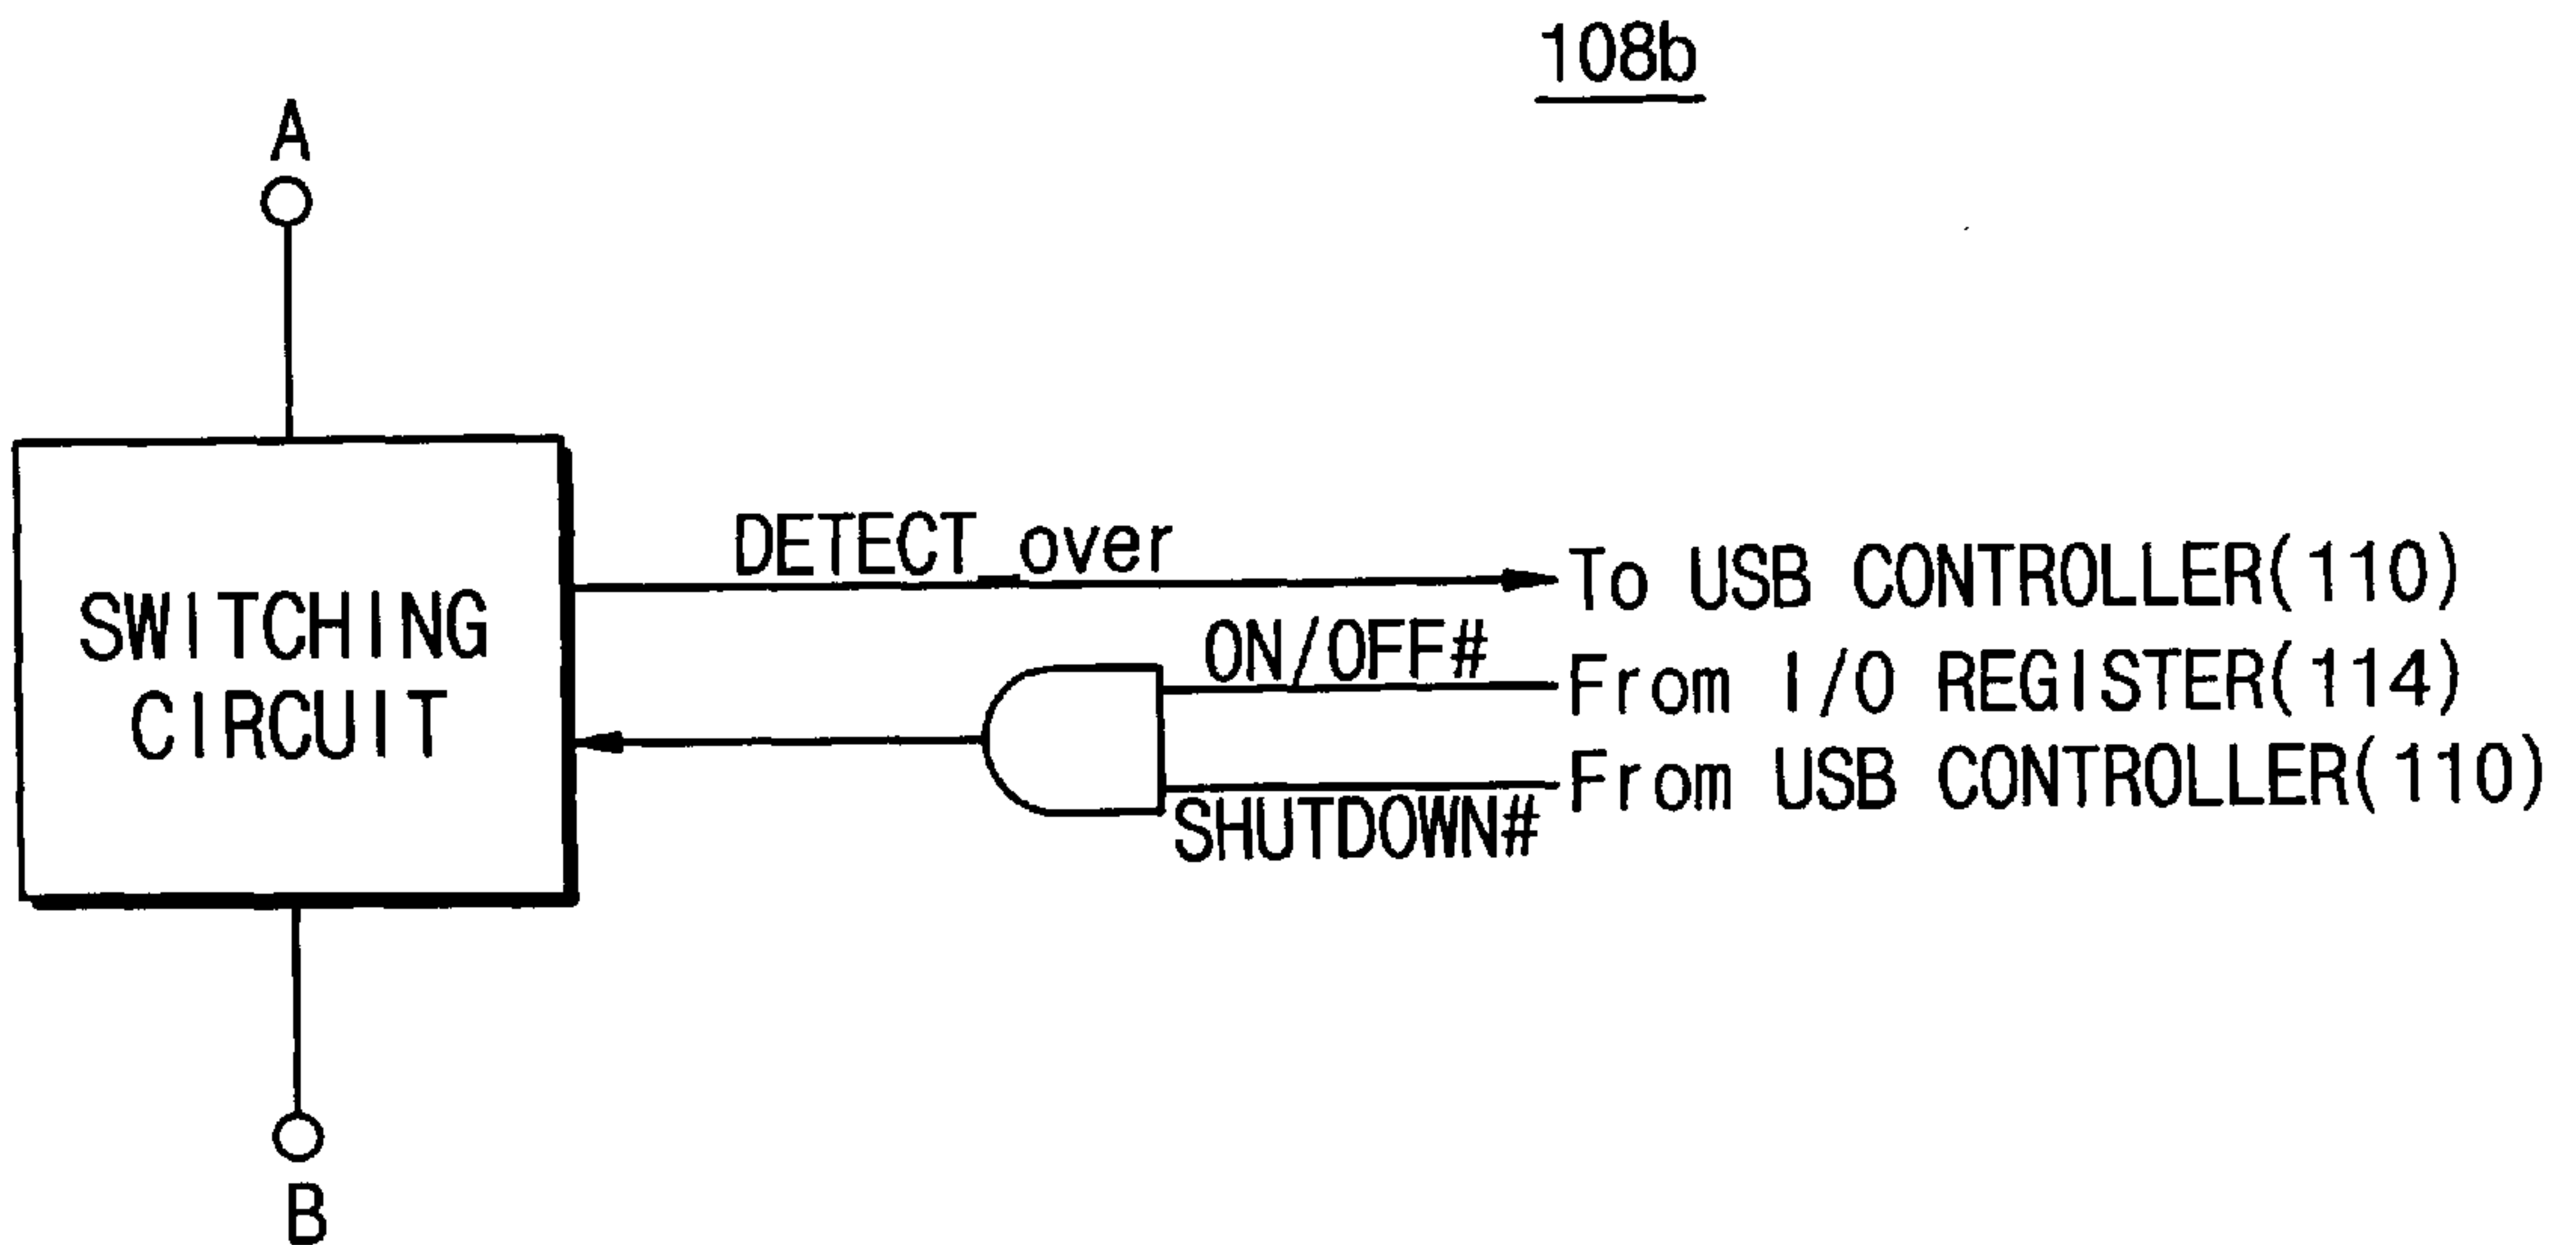 108b
A
DETECT_over
To USB CONTROLLER(110)
SWITCHING
CIRCUIT
ON/OFF#
From I/O REGISTER(114)
From USB CONTROLLER(110)
SHUTDOWN#
B